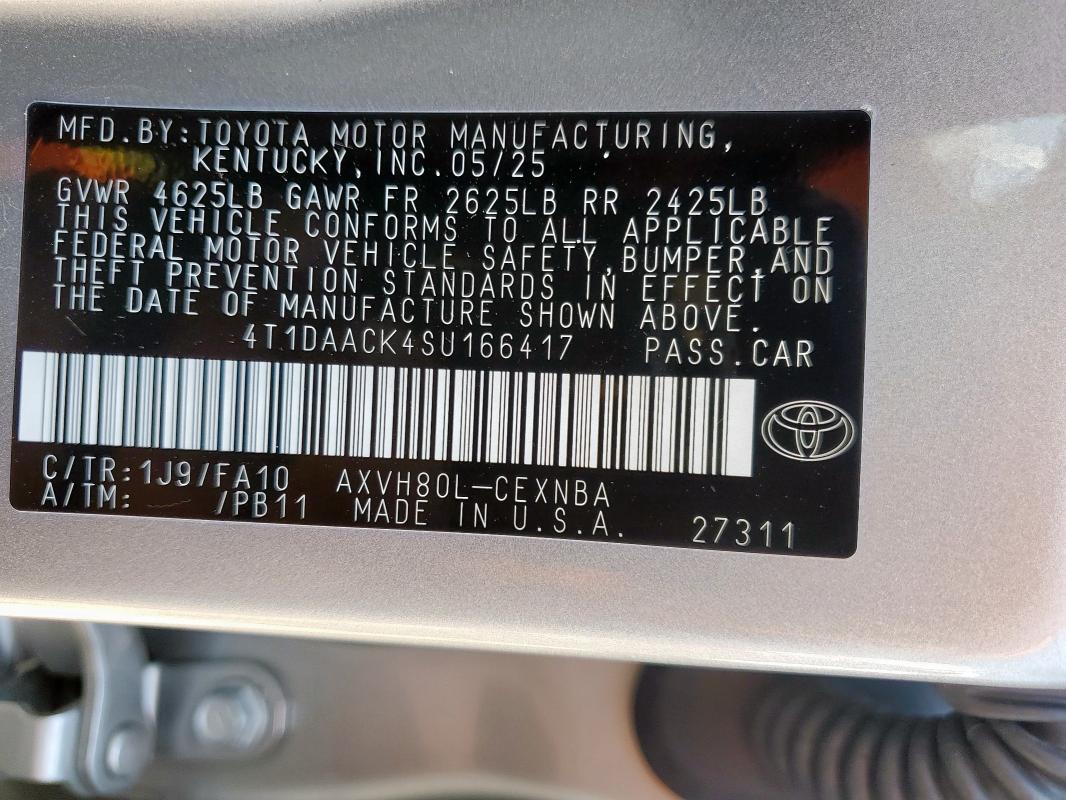 MFD.BY:TOYOTA MOTOR MANUFACTURING,
KENTUCKY, INC. 05/25
GVWR 4625LB GAWR FR 2625LB RR 2425LB
THIS VEHICLE CONFORMS TO ALL APPLICABLE
FEDERAL MOTOR VEHICLE SAFETY,BUMPER,AND
THEFT PREVENTION STANDARDS IN EFFECT ON
THE DATE OF MANUFACTURE SHOWN ABOVE.
4T1DAACK4SU166417 PASS.CAR
C/TR:1J9/FA10 AXVH80L-CEXNBA
A/TM: /PB11 MADE IN U.S.A. 27311